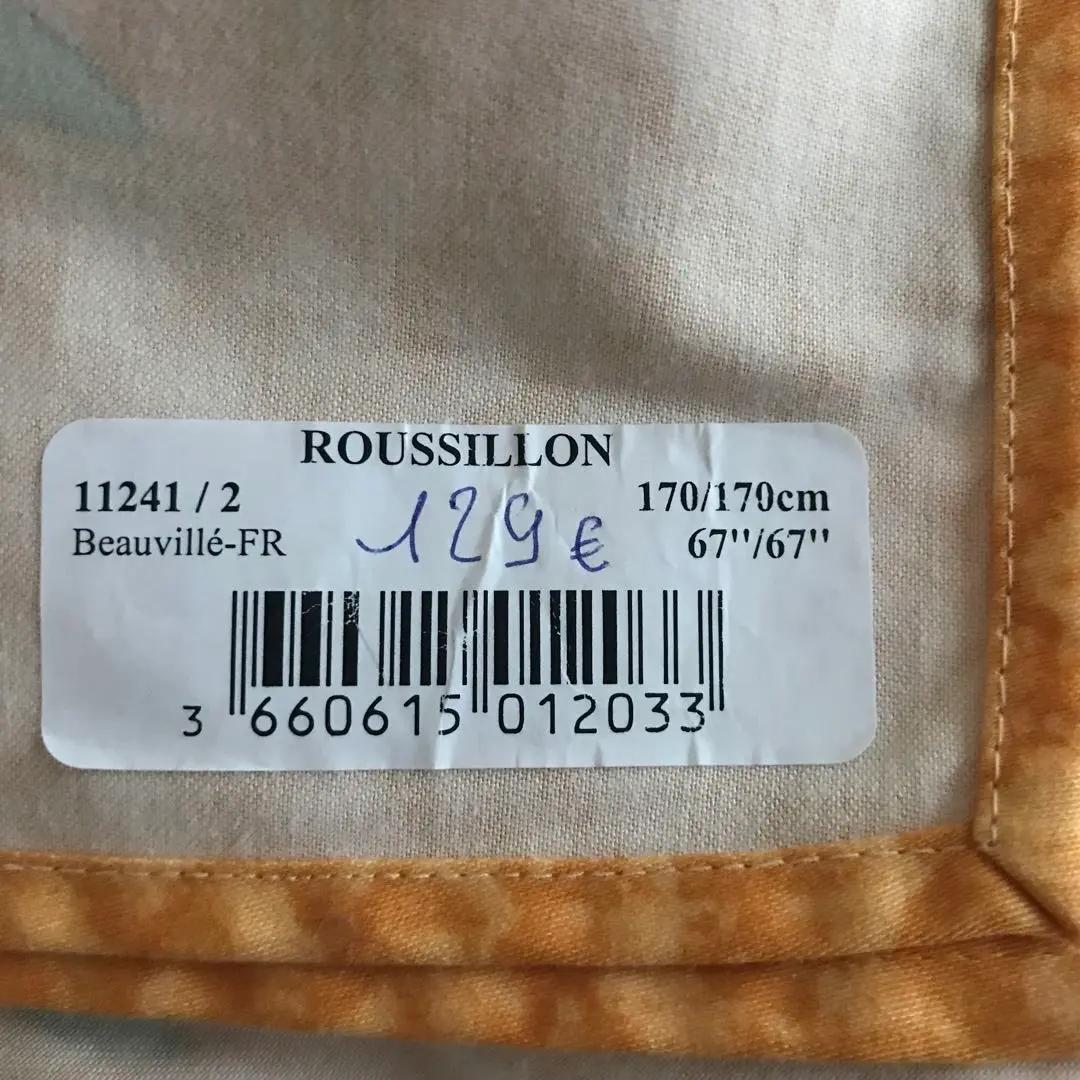 ROUSSILLON
11241 / 2
129 €
170/170cm
Beauvillé-FR
67''/67''
3 660615 012033